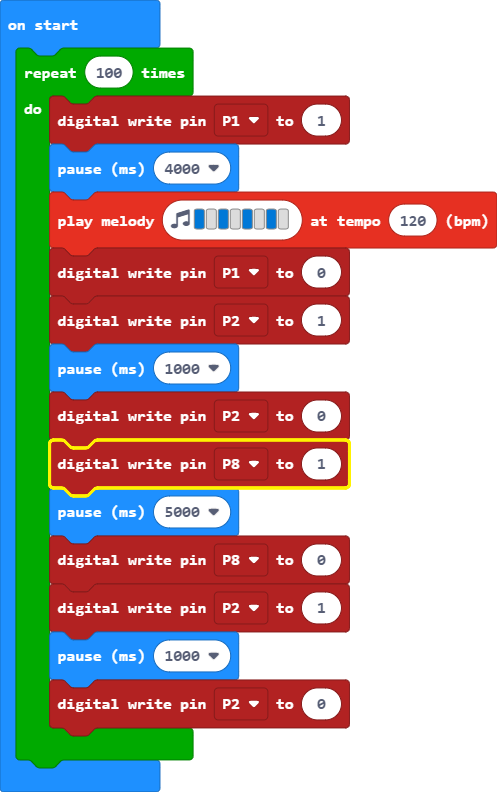 on start
repeat 100 times
do
digital write pin P1 to 1
pause (ms) 4000
play melody at tempo 120 (bpm)
digital write pin P1 to 0
digital write pin P2 to 1
pause (ms) 1000
digital write pin P2 to 0
digital write pin P8 to 1
pause (ms) 5000
digital write pin P8 to 0
digital write pin P2 to 1
pause (ms) 1000
digital write pin P2 to 0